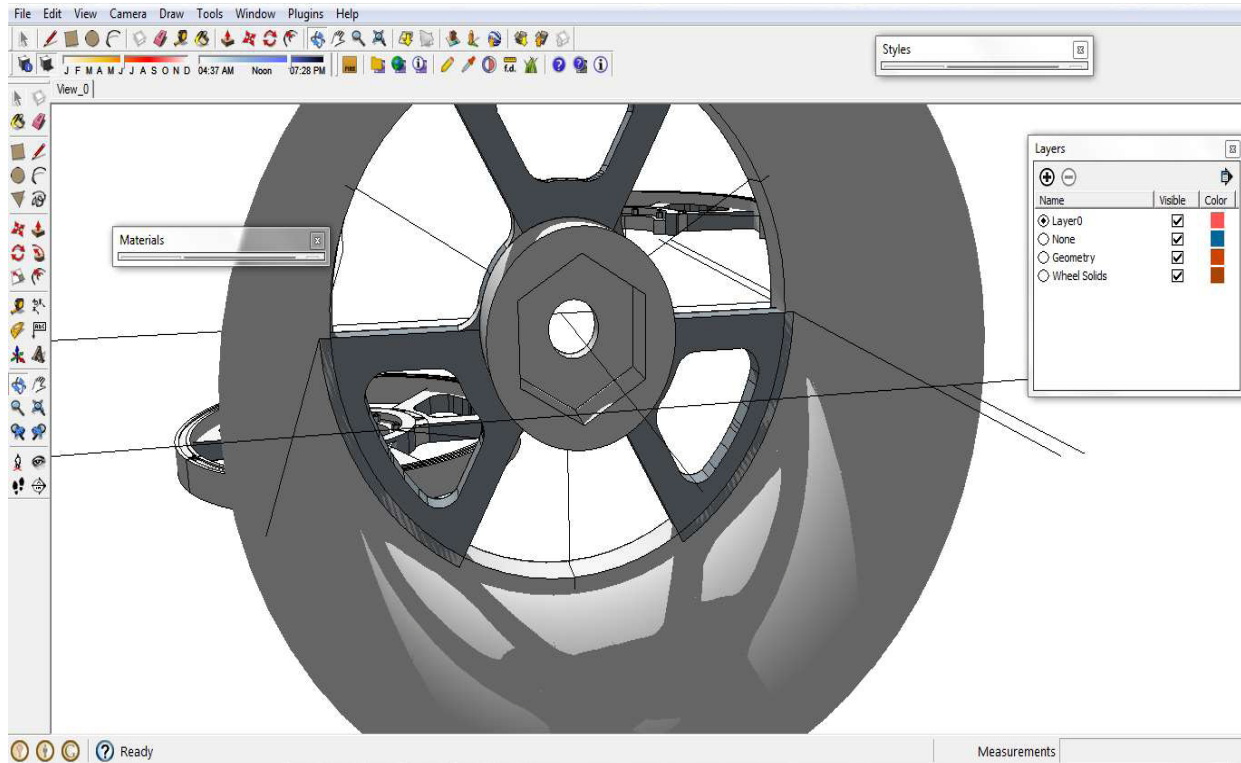 File Edit View Camera Draw Tools Window Plugins Help
Styles
J F M A M J J A S O N D 04:37 AM Noon 07:28 PM
f.d.
View_0
Layers
Name Visible Color
Layer0
None
Geometry
Wheel Solids
Materials
Ready
Measurements